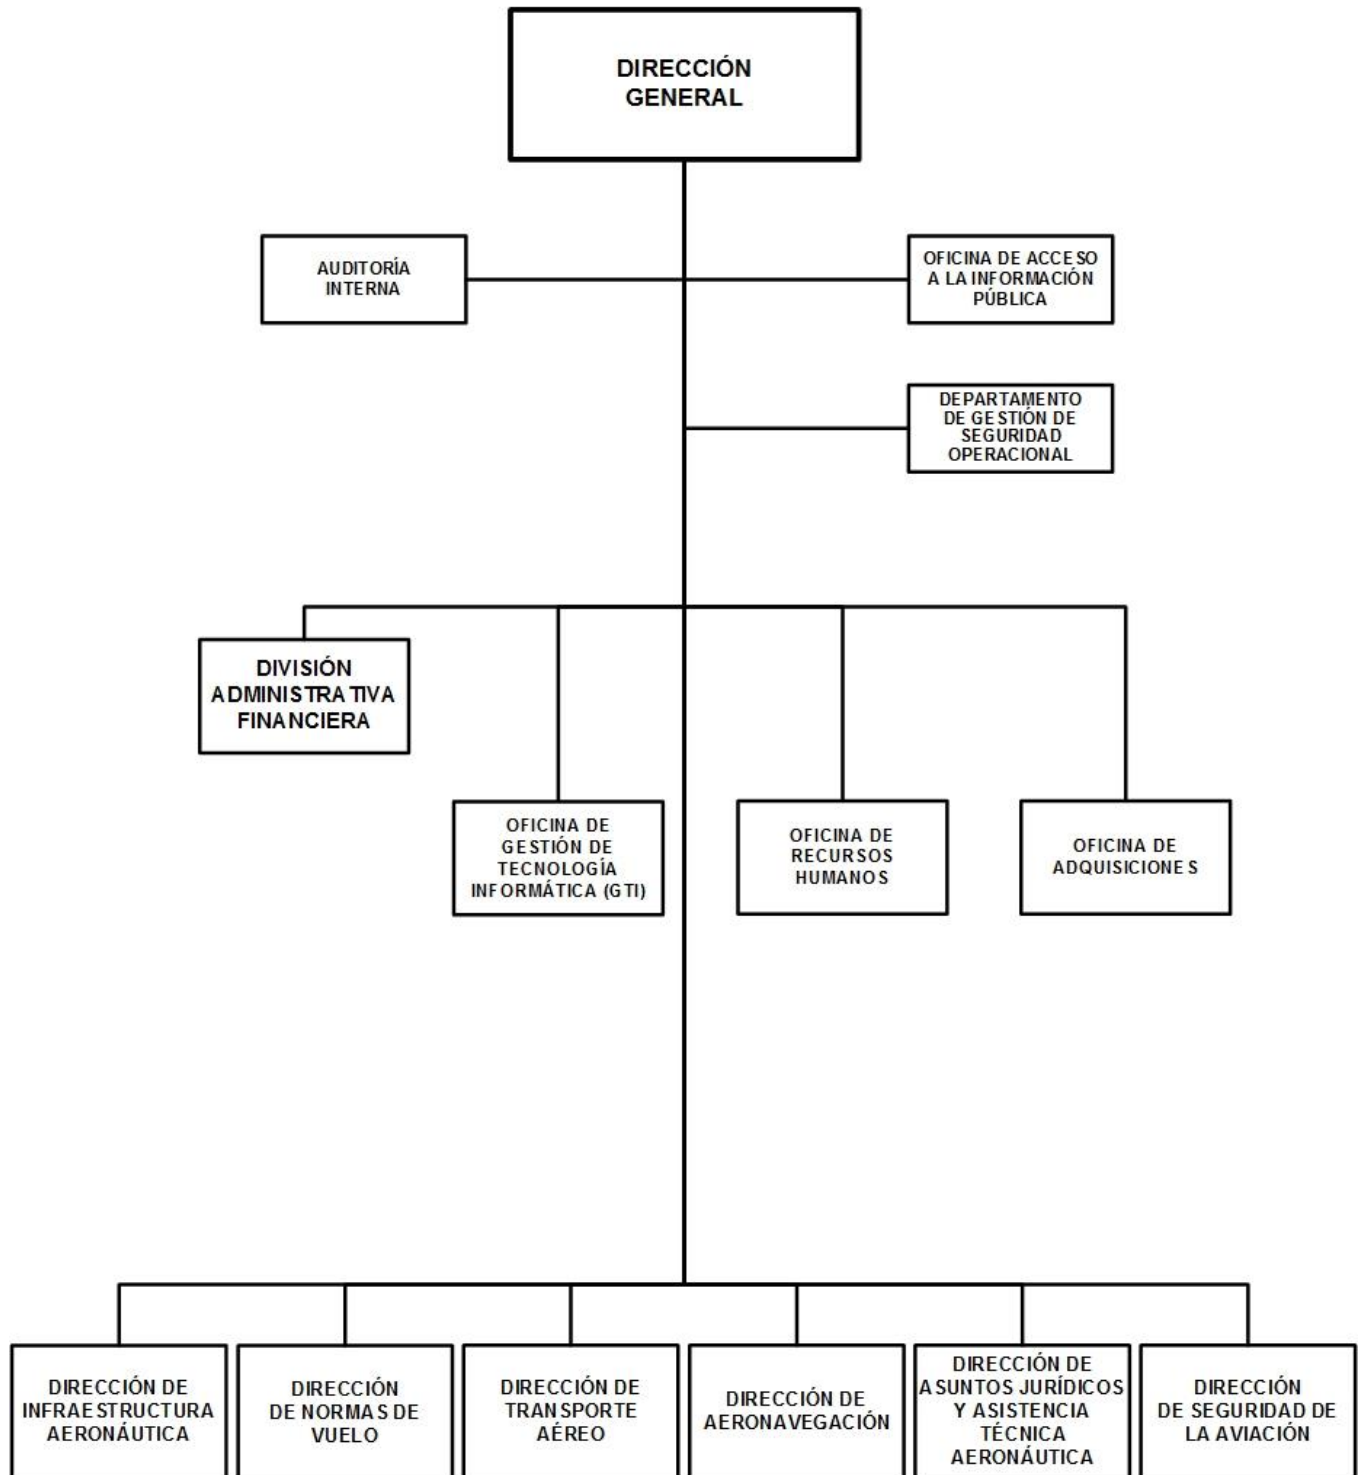 DIRECCIÓN
GENERAL
AUDITORÍA
INTERNA
OFICINA DE ACCESO
A LA INFORMACIÓN
PÚBLICA
DEPARTAMENTO
DE GESTIÓN DE
SEGURIDAD
OPERACIONAL
DIVISIÓN
ADMINISTRATIVA
FINANCIERA
OFICINA DE
GESTIÓN DE
TECNOLOGÍA
INFORMÁTICA (GTI)
OFICINA DE
RECURSOS
HUMANOS
OFICINA DE
ADQUISICIONES
DIRECCIÓN DE
INFRAESTRUCTURA
AERONÁUTICA
DIRECCIÓN
DE NORMAS DE
VUELO
DIRECCIÓN DE
TRANSPORTE
AÉREO
DIRECCIÓN DE
AERONAVEGACIÓN
DIRECCIÓN DE
ASUNTOS JURÍDICOS
Y ASISTENCIA
TÉCNICA
AERONÁUTICA
DIRECCIÓN
DE SEGURIDAD DE
LA AVIACIÓN